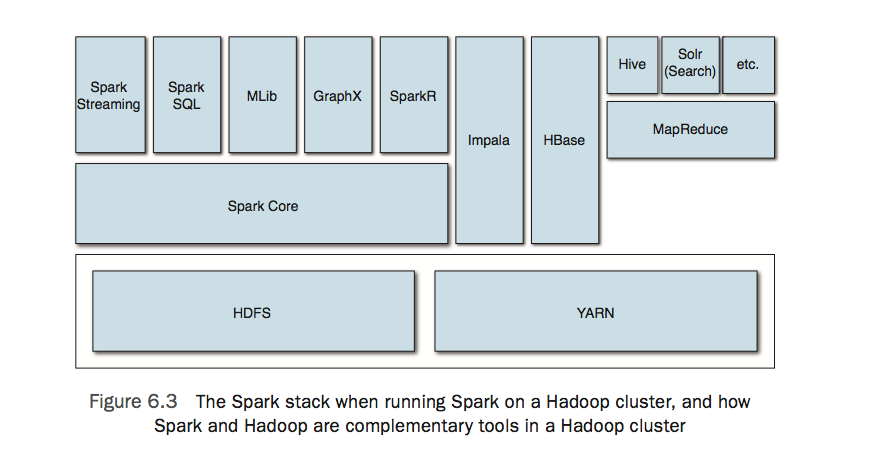 Spark
Streaming
Spark
SQL
MLib
GraphX
SparkR
Impala
HBase
Hive
Solr
(Search)
etc.
MapReduce
Spark Core
HDFS
YARN
Figure 6.3 The Spark stack when running Spark on a Hadoop cluster, and how
Spark and Hadoop are complementary tools in a Hadoop cluster